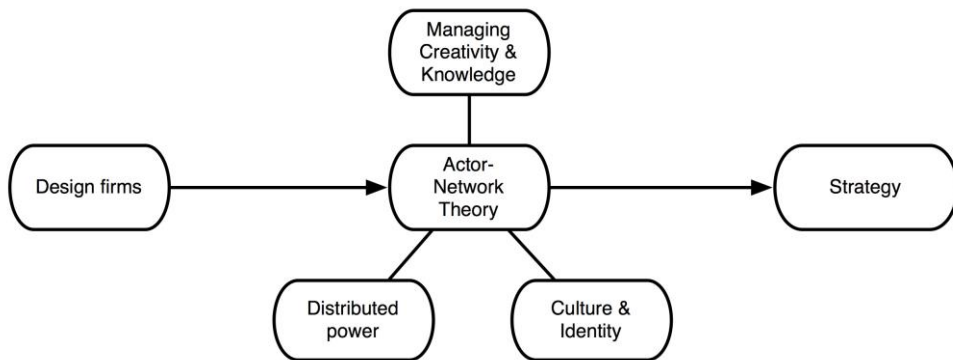 Managing
Creativity &
Knowledge
Design firms
Actor-
Network
Theory
Strategy
Distributed
power
Culture &
Identity